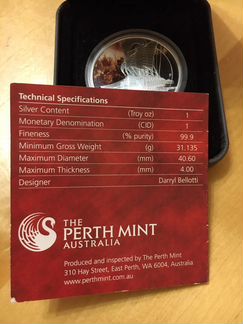 Technical Specifications
Silver Content (Troy oz) 1
Monetary Denomination (CID) 1
Fineness (% purity) 99.9
Minimum Gross Weight (g) 31.135
Maximum Diameter (mm) 40.60
Maximum Thickness (mm) 4.00
Designer Darryl Bellotti
THE
PERTH MINT
AUSTRALIA
Produced and inspected by The Perth Mint
310 Hay Street, East Perth, WA 6004, Australia
www.perthmint.com.au